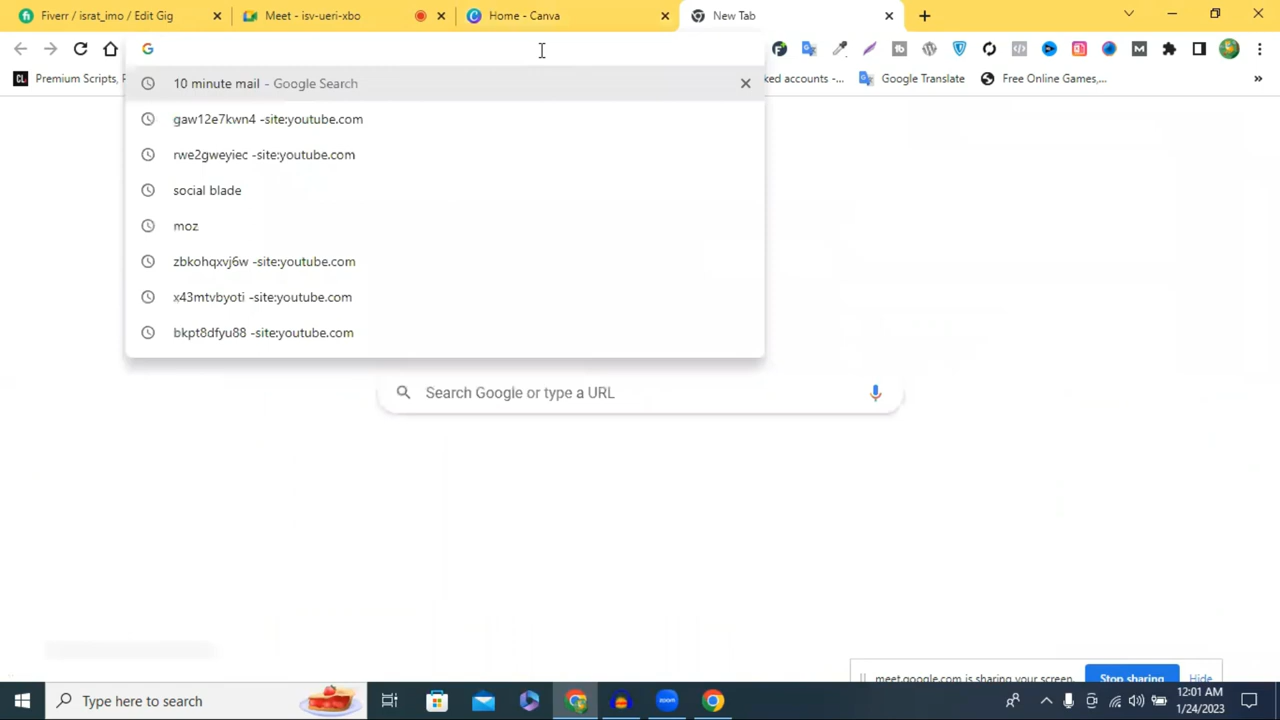 Fiverr / israt_imo / Edit Gig
Meet - isv-ueri-xbo
Home - Canva
New Tab
Premium Scripts,
ked accounts -...
Google Translate
Free Online Games,...
10 minute mail - Google Search
gaw12e7kwn4 -site:youtube.com
rwe2gweyiec -site:youtube.com
social blade
moz
zbkohqxvj6w -site:youtube.com
x43mtvbyoti -site:youtube.com
bkpt8dfyu88 -site:youtube.com
Search Google or type a URL
meet.google.com is sharing your screen.
Stop sharing
Hide
Type here to search
12:01 AM
1/24/2023